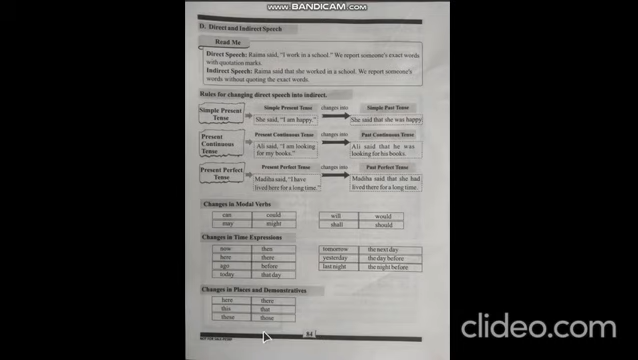 WWW.BANDICAM.COM
D. Direct and Indirect Speech
Read Me
Direct Speech: Raima said, "I work in a school." We report someone's exact words
with quotation marks.
Indirect Speech: Raima said that she worked in a school. We report someone's
words without quoting the exact words.
Rules for changing direct speech into indirect.
Simple Present Tense
Simple Present Tense changes into Simple Past Tense
She said, "I am happy." She said that she was happy
Present Continuous Tense
Present Continuous Tense changes into Past Continuous Tense
Ali said, "I am looking for my books." Ali said that he was looking for his books.
Present Perfect Tense
Present Perfect Tense changes into Past Perfect Tense
Madiha said, "I have lived here for a long time." Madiha said that she had lived there for a long time.
Changes in Modal Verbs
can could will would
may might shall should
Changes in Time Expressions
now then tomorrow the next day
here there yesterday the day before
ago before last night the night before
today that day
Changes in Places and Demonstratives
here there
this that
these those
84
NOT FOR SALE
clideo.com